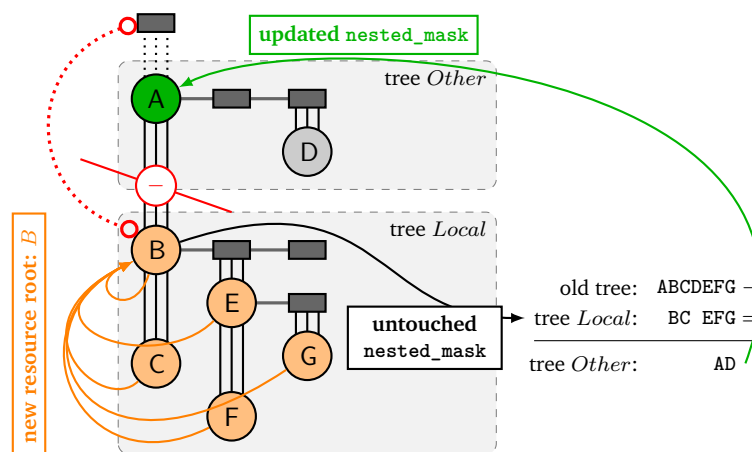 updated nested_mask
tree Other
A
D
−
new resource root: B
tree Local
B
E
C
G
F
untouched
nested_mask
old tree: ABCDEFG −
tree Local: BC EFG =
tree Other: AD